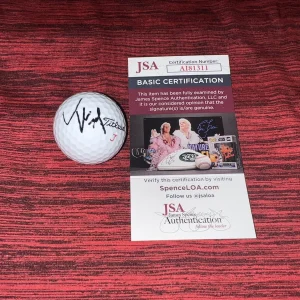 JSA
Certification Number
AI81311
BASIC CERTIFICATION
This item has been fully examined by
James Spence Authentication, LLC and
it is our considered opinion that the
signature(s) is/are genuine.
Verify this certification by visiting
SpenceLOA.com
Follow us @jsaloa
JSA
James Spence
Authentication